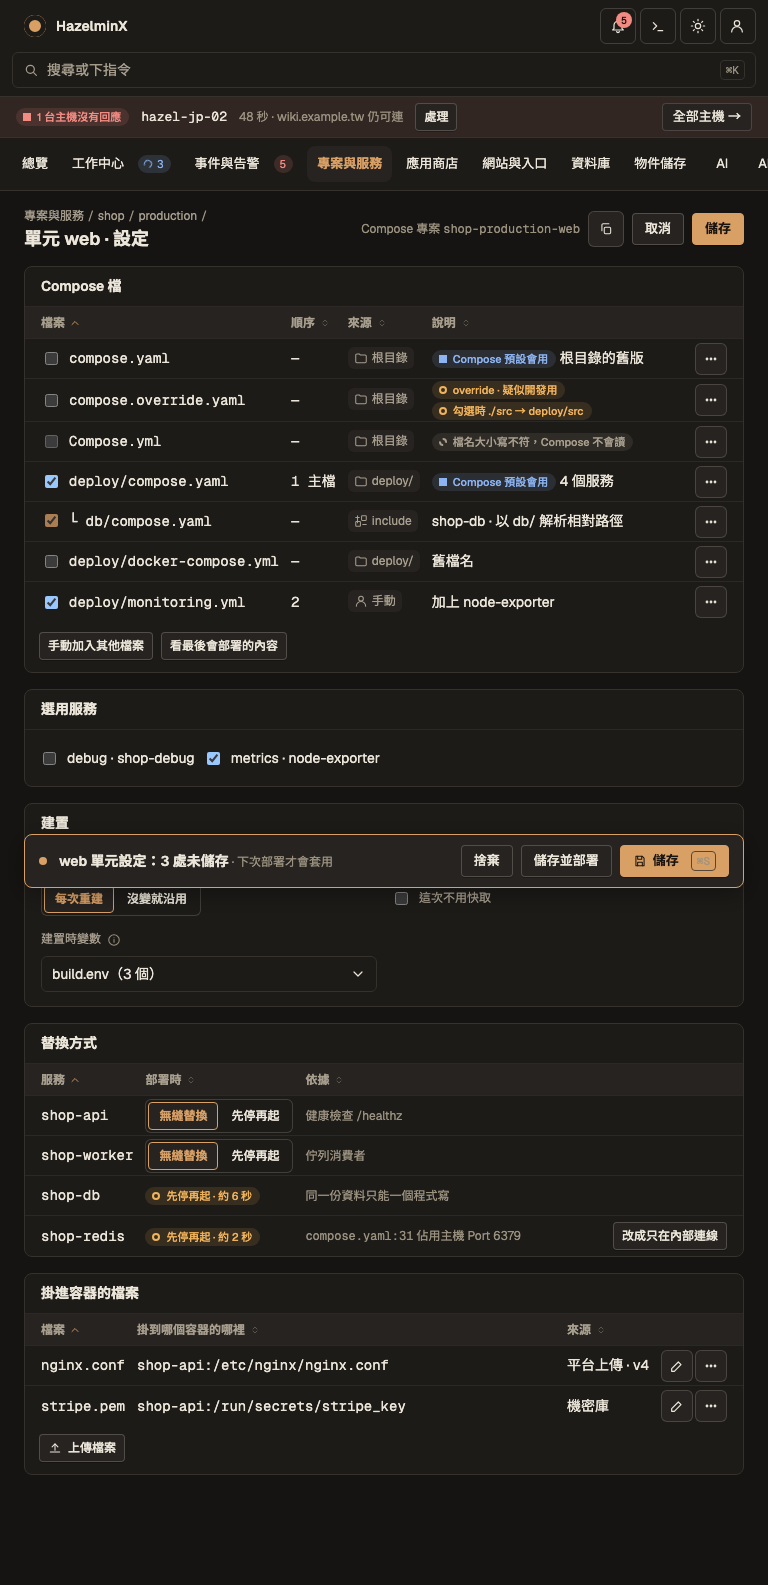 HazelminX
5
搜尋或下指令
⌘K
1 台主機沒有回應 hazel-jp-02 48 秒 · wiki.example.tw 仍可連 處理 全部主機 →
總覽 工作中心 3 事件與告警 5 專案與服務 應用商店 網站與入口 資料庫 物件儲存 AI
專案與服務 / shop / production /
單元 web · 設定
Compose 專案 shop-production-web 取消 儲存
Compose 檔
檔案 順序 來源 說明
compose.yaml — 根目錄 Compose 預設會用 根目錄的舊版
compose.override.yaml — 根目錄 override · 疑似開發用
勾選時 ./src → deploy/src
Compose.yml — 根目錄 檔名大小寫不符，Compose 不會讀
deploy/compose.yaml 1 主檔 deploy/ Compose 預設會用 4 個服務
└ db/compose.yaml — include shop-db · 以 db/ 解析相對路徑
deploy/docker-compose.yml — deploy/ 舊檔名
deploy/monitoring.yml 2 手動 加上 node-exporter
手動加入其他檔案 看最後會部署的內容
選用服務
debug · shop-debug metrics · node-exporter
建置
web 單元設定：3 處未儲存 · 下次部署才會套用 捨棄 儲存並部署 儲存 ⌘S
每次重建 沒變就沿用 這次不用快取
建置時變數
build.env（3 個）
替換方式
服務 部署時 依據
shop-api 無縫替換 先停再起 健康檢查 /healthz
shop-worker 無縫替換 先停再起 佇列消費者
shop-db 先停再起 · 約 6 秒 同一份資料只能一個程式寫
shop-redis 先停再起 · 約 2 秒 compose.yaml:31 佔用主機 Port 6379 改成只在內部連線
掛進容器的檔案
檔案 掛到哪個容器的哪裡 來源
nginx.conf shop-api:/etc/nginx/nginx.conf 平台上傳 · v4
stripe.pem shop-api:/run/secrets/stripe_key 機密庫
上傳檔案